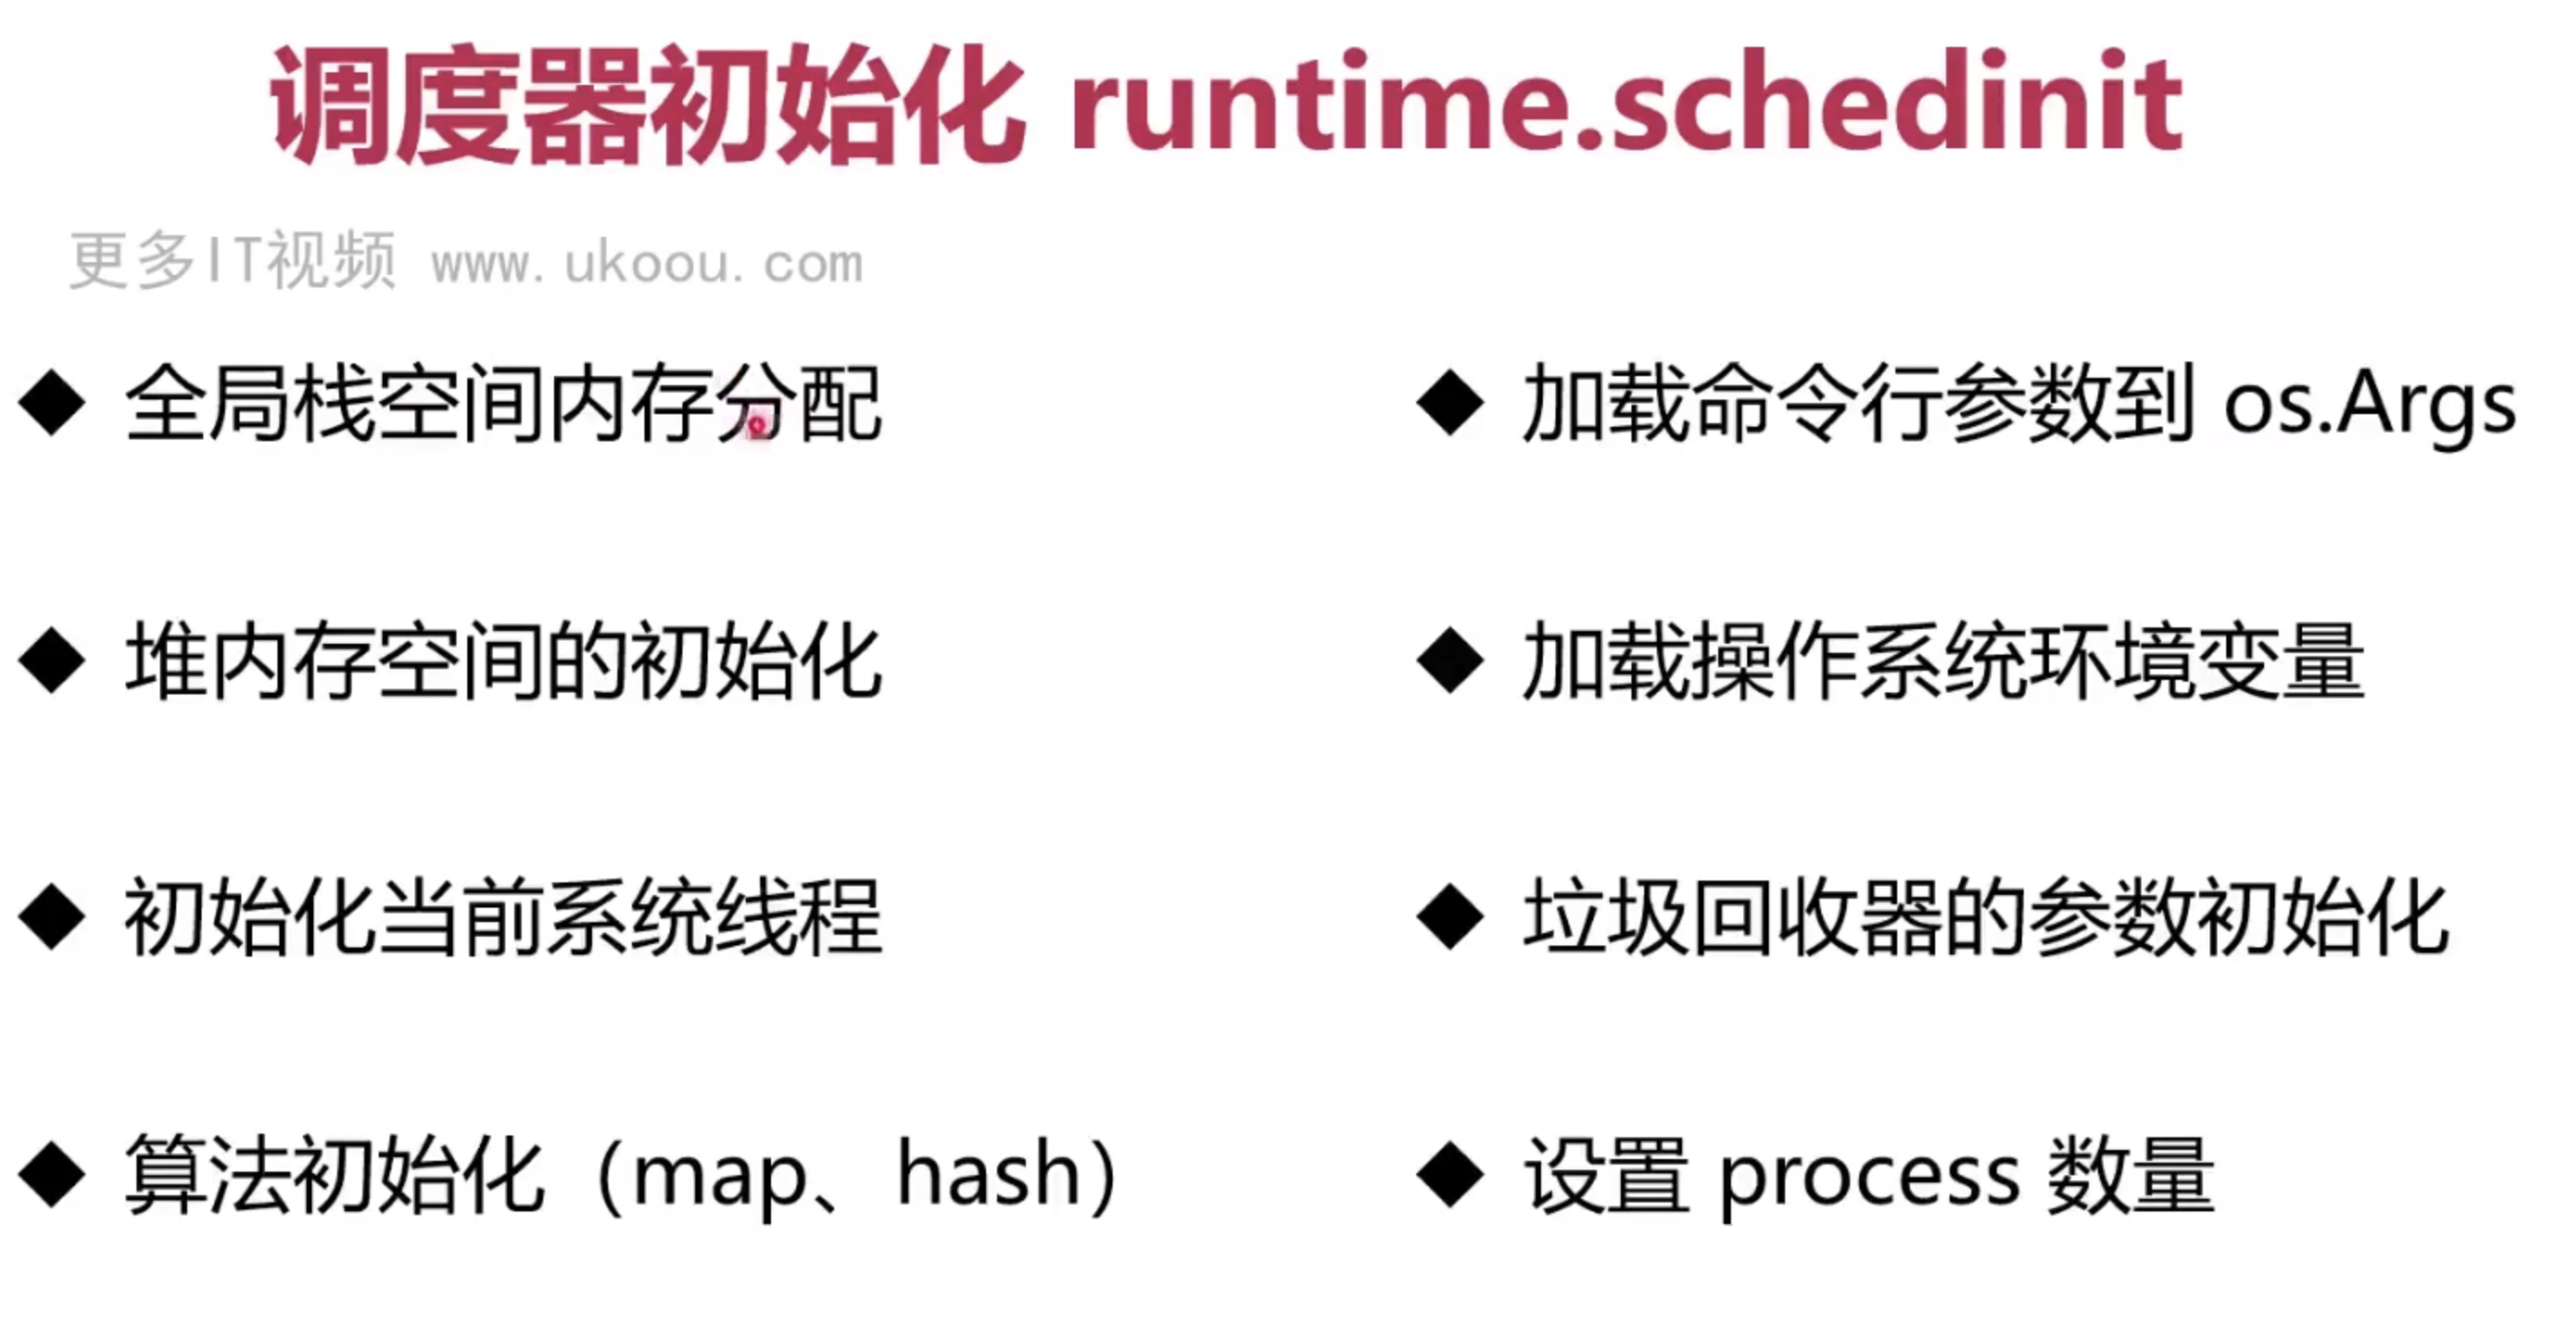 调度器初始化 runtime.schedinit
更多IT视频 www.ukoou.com
◆ 全局栈空间内存分配
◆ 堆内存空间的初始化
◆ 初始化当前系统线程
◆ 算法初始化（map、hash）
◆ 加载命令行参数到 os.Args
◆ 加载操作系统环境变量
◆ 垃圾回收器的参数初始化
◆ 设置 process 数量